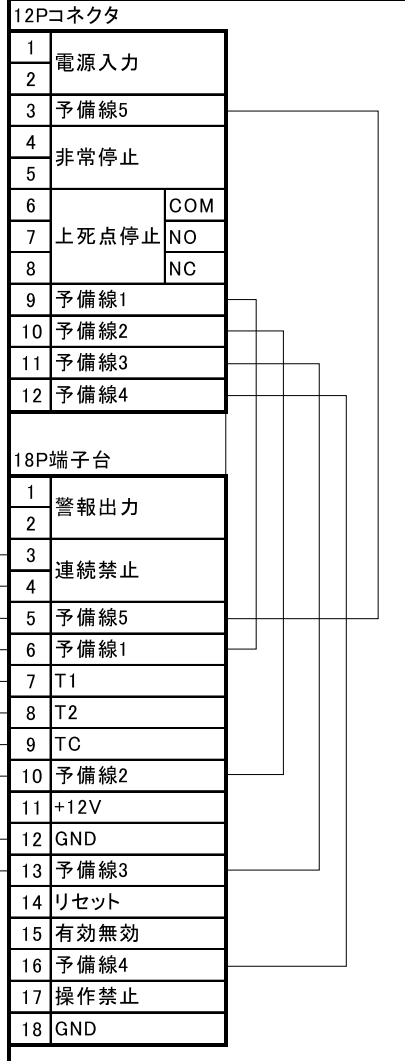 12Pコネクタ
1
2
電源入力
3 予備線5
4
5
非常停止
6
7
8
上死点停止
COM
NO
NC
9 予備線1
10 予備線2
11 予備線3
12 予備線4
18P端子台
1
2
警報出力
3
4
連続禁止
5 予備線5
6 予備線1
7 T1
8 T2
9 TC
10 予備線2
11 +12V
12 GND
13 予備線3
14 リセット
15 有効無効
16 予備線4
17 操作禁止
18 GND